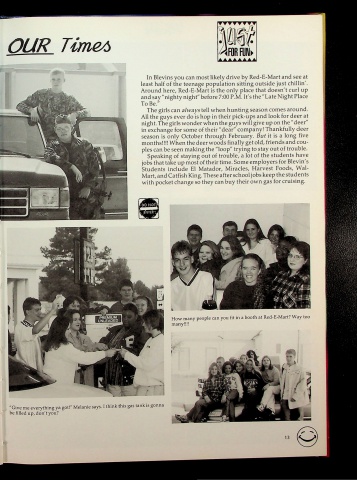 OUR Times
JUST
FOR FUN
In Blevins you can most likely drive by Red-E-Mart and see at
least half of the teenage population sitting outside just chillin'.
Around here, Red-E-Mart is the only place that doesn't curl up
and say "nighty night" before 7:00 P.M. It's the "Late Night Place
To Be."
The girls can always tell when hunting season comes around.
All the guys ever do is hop in their pick-ups and look for deer at
night. The girls wonder when the guys will give up on the "deer"
in exchange for some of their "dear" company! Thankfully deer
season is only October through February. But it is a long five
months!!!! When the deer woods finally get old, friends and cou-
ples can be seen making the "loop" trying to stay out of trouble.
Speaking of staying out of trouble, a lot of the students have
jobs that take up most of their time. Some employers for Blevin's
Students include El Matador, Miracles, Harvest Foods, Wal-
Mart, and Catfish King. These after school jobs keep the students
with pocket change so they can buy their own gas for cruising.
How many people can you fit in a booth at Red-E-Mart? Way too
many!!!!
"Give me everything ya got!" Melanie says. I think this gas tank is gonna
be filled up, don't you?
13